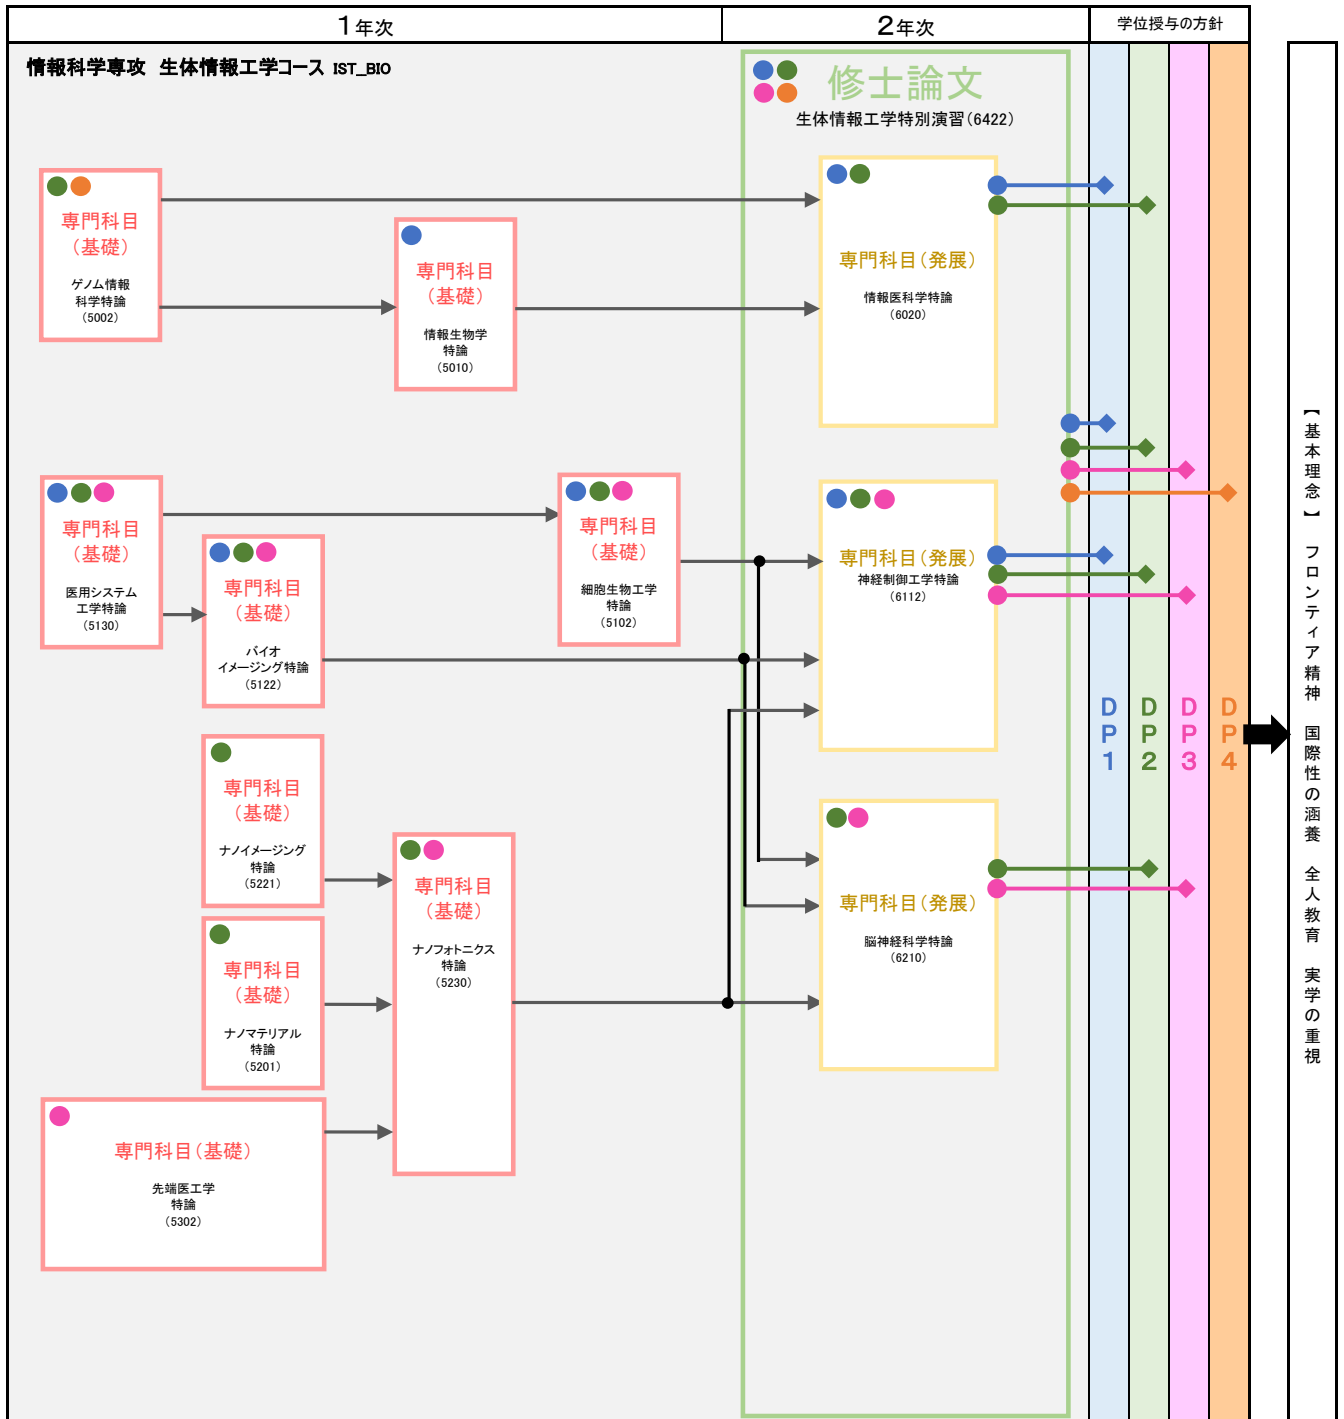 1年次
2年次
学位授与の方針
情報科学専攻 生体情報工学コース IST_BIO
修士論文
生体情報工学特別演習(6422)
専門科目
(基礎)
ゲノム情報
科学特論
(5002)
専門科目
(基礎)
情報生物学
特論
(5010)
専門科目(発展)
情報医科学特論
(6020)
専門科目
(基礎)
医用システム
工学特論
(5130)
専門科目
(基礎)
バイオ
イメージング特論
(5122)
専門科目
(基礎)
細胞生物工学
特論
(5102)
専門科目(発展)
神経制御工学特論
(6112)
専門科目
(基礎)
ナノイメージング
特論
(5221)
専門科目
(基礎)
ナノマテリアル
特論
(5201)
専門科目
(基礎)
ナノフォトニクス
特論
(5230)
専門科目(発展)
脳神経科学特論
(6210)
専門科目(基礎)
先端医工学
特論
(5302)
DP1
DP2
DP3
DP4
【基本理念】 フロンティア精神 国際性の涵養 全人教育 実学の重視